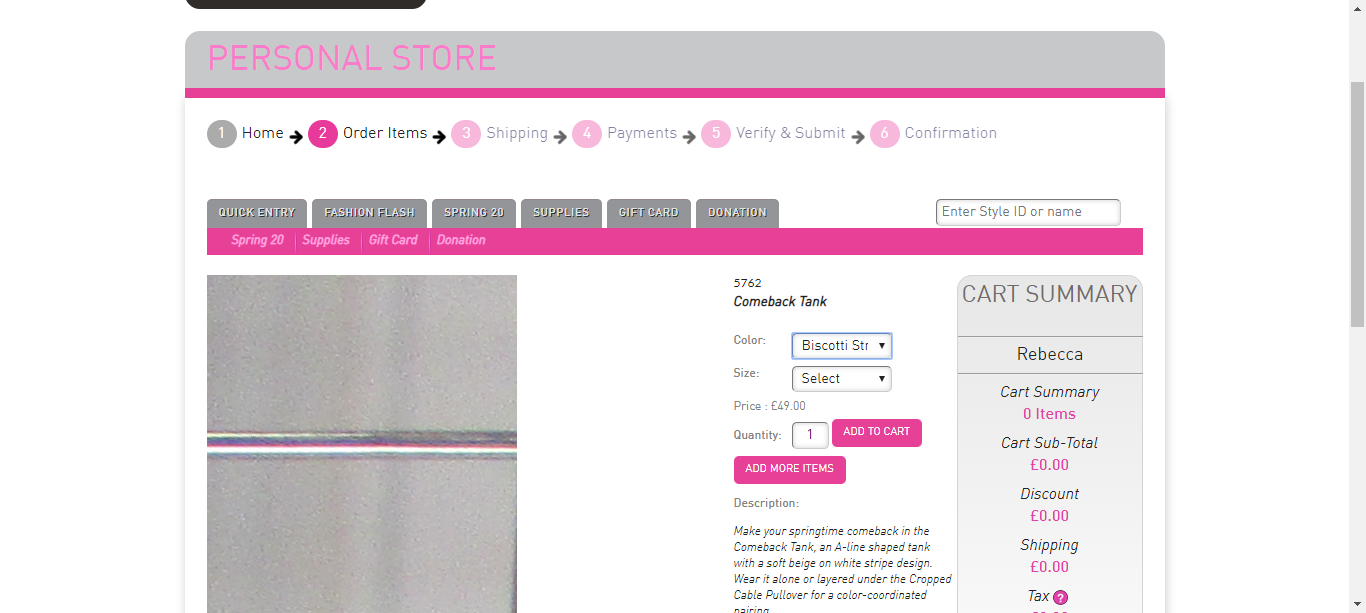 PERSONAL STORE
1 Home 2 Order Items 3 Shipping 4 Payments 5 Verify & Submit 6 Confirmation
QUICK ENTRY FASHION FLASH SPRING 20 SUPPLIES GIFT CARD DONATION Enter Style ID or name
Spring 20 Supplies Gift Card Donation
5762
Comeback Tank
Color: Biscotti Str
Size: Select
Price : £49.00
Quantity: 1 ADD TO CART
ADD MORE ITEMS
Description:
Make your springtime comeback in the
Comeback Tank, an A-line shaped tank
with a soft beige on white stripe design.
Wear it alone or layered under the Cropped
Cable Pullover for a color-coordinated
pairing
CART SUMMARY
Rebecca
Cart Summary
0 Items
Cart Sub-Total
£0.00
Discount
£0.00
Shipping
£0.00
Tax ?